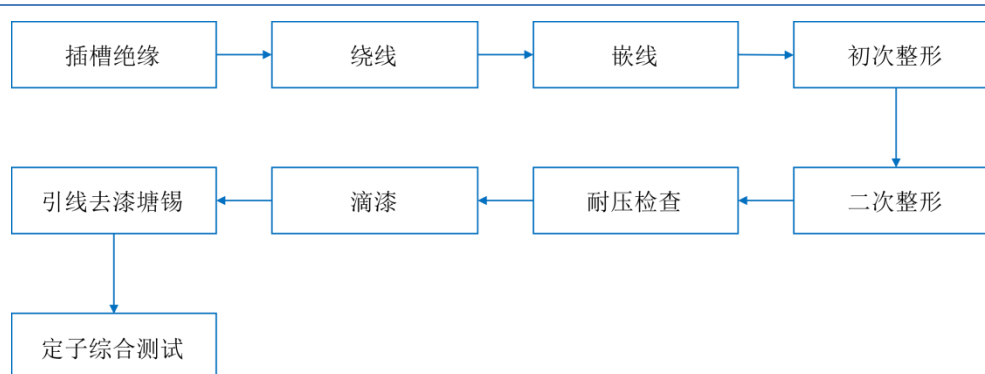 插槽绝缘
绕线
嵌线
初次整形
二次整形
耐压检查
滴漆
引线去漆塘锡
定子综合测试